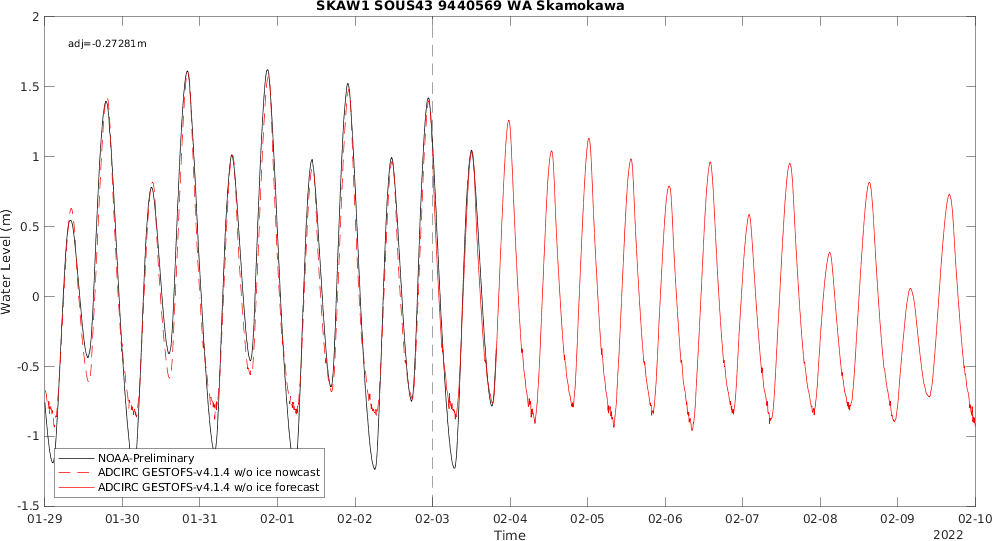 SKAW1 SOUS43 9440569 WA Skamokawa
adj=-0.27281m
Water Level (m)
2
1.5
1
0.5
0
-0.5
-1
-1.5
NOAA-Preliminary
ADCIRC GESTOFS-v4.1.4 w/o ice nowcast
ADCIRC GESTOFS-v4.1.4 w/o ice forecast
01-29 01-30 01-31 02-01 02-02 02-03 02-04 02-05 02-06 02-07 02-08 02-09 02-10
Time
2022